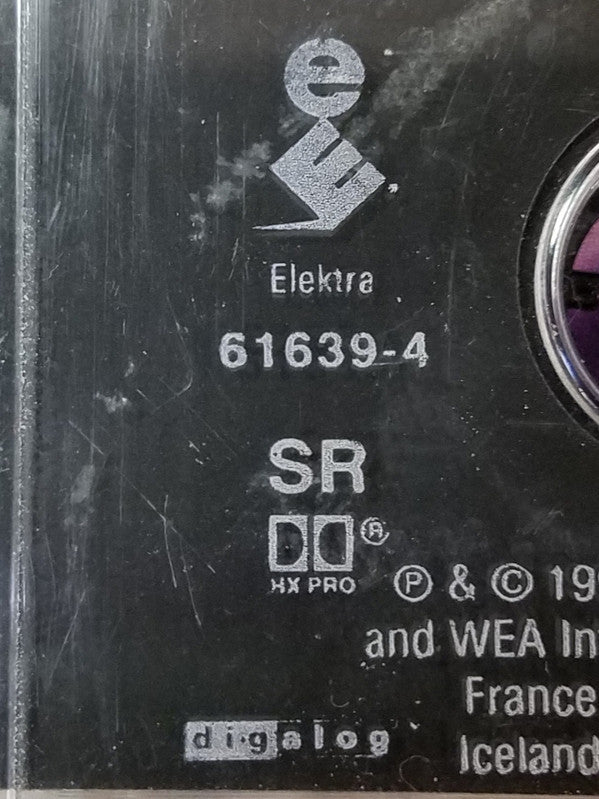 e
Elektra
61639-4
SR
HX PRO
® 
℗ & © 19
and WEA In
France
Iceland
digalog